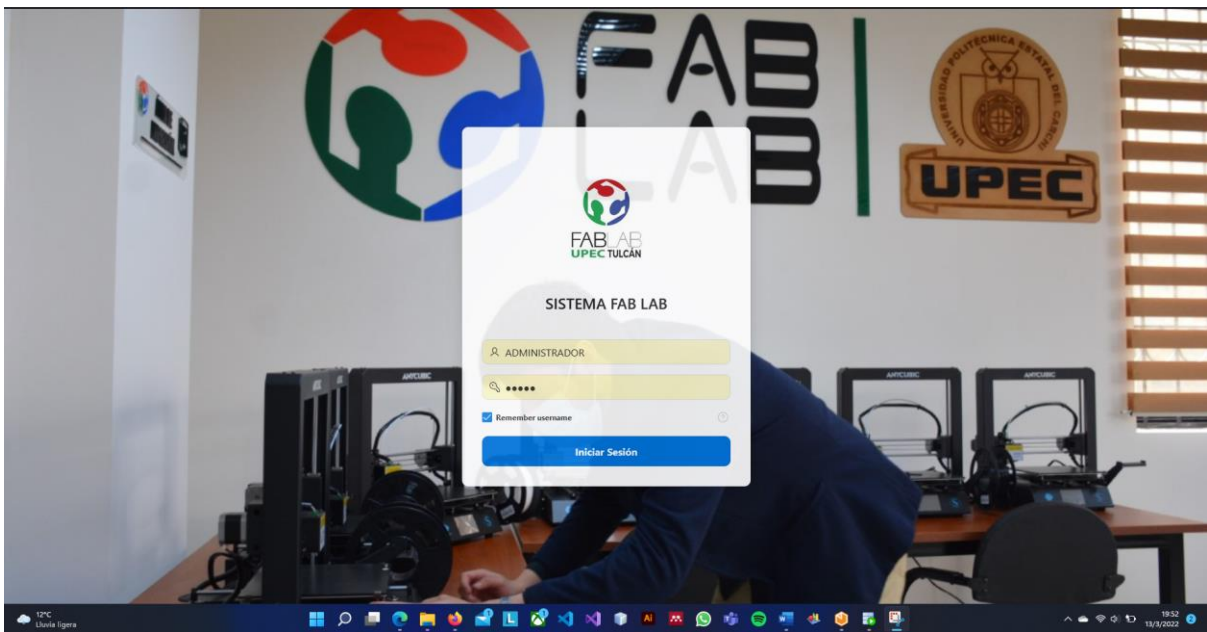 FAB
LAB
UNIVERSIDAD POLITÉCNICA ESTATAL DEL CARCHI
UPEC
FABLAB
UPEC TULCÁN
SISTEMA FAB LAB
ADMINISTRADOR
•••••
Remember username
Iniciar Sesión
ANYCUBIC
ANYCUBIC
ANYCUBIC
12°C
Lluvia ligera
19:52
13/3/2022